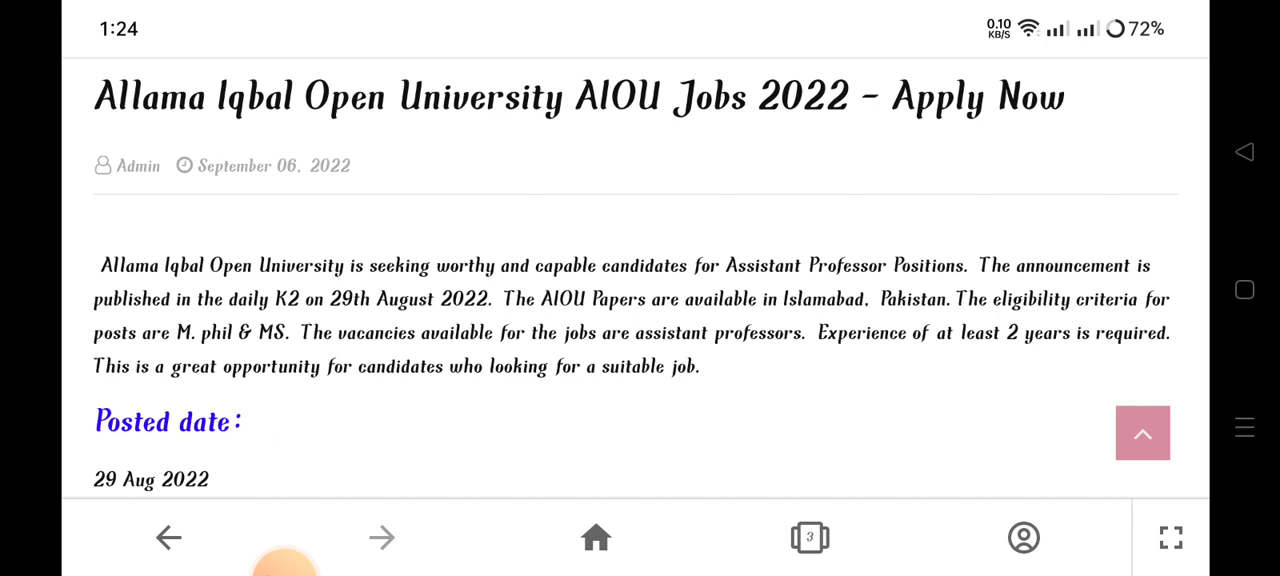 1:24
0.10
KB/S
72%
Allama Iqbal Open University AIOU Jobs 2022 – Apply Now
Admin September 06, 2022
Allama Iqbal Open University is seeking worthy and capable candidates for Assistant Professor Positions. The announcement is
published in the daily K2 on 29th August 2022. The AIOU Papers are available in Islamabad, Pakistan. The eligibility criteria for
posts are M. phil & MS. The vacancies available for the jobs are assistant professors. Experience of at least 2 years is required.
This is a great opportunity for candidates who looking for a suitable job.
Posted date:
29 Aug 2022
3